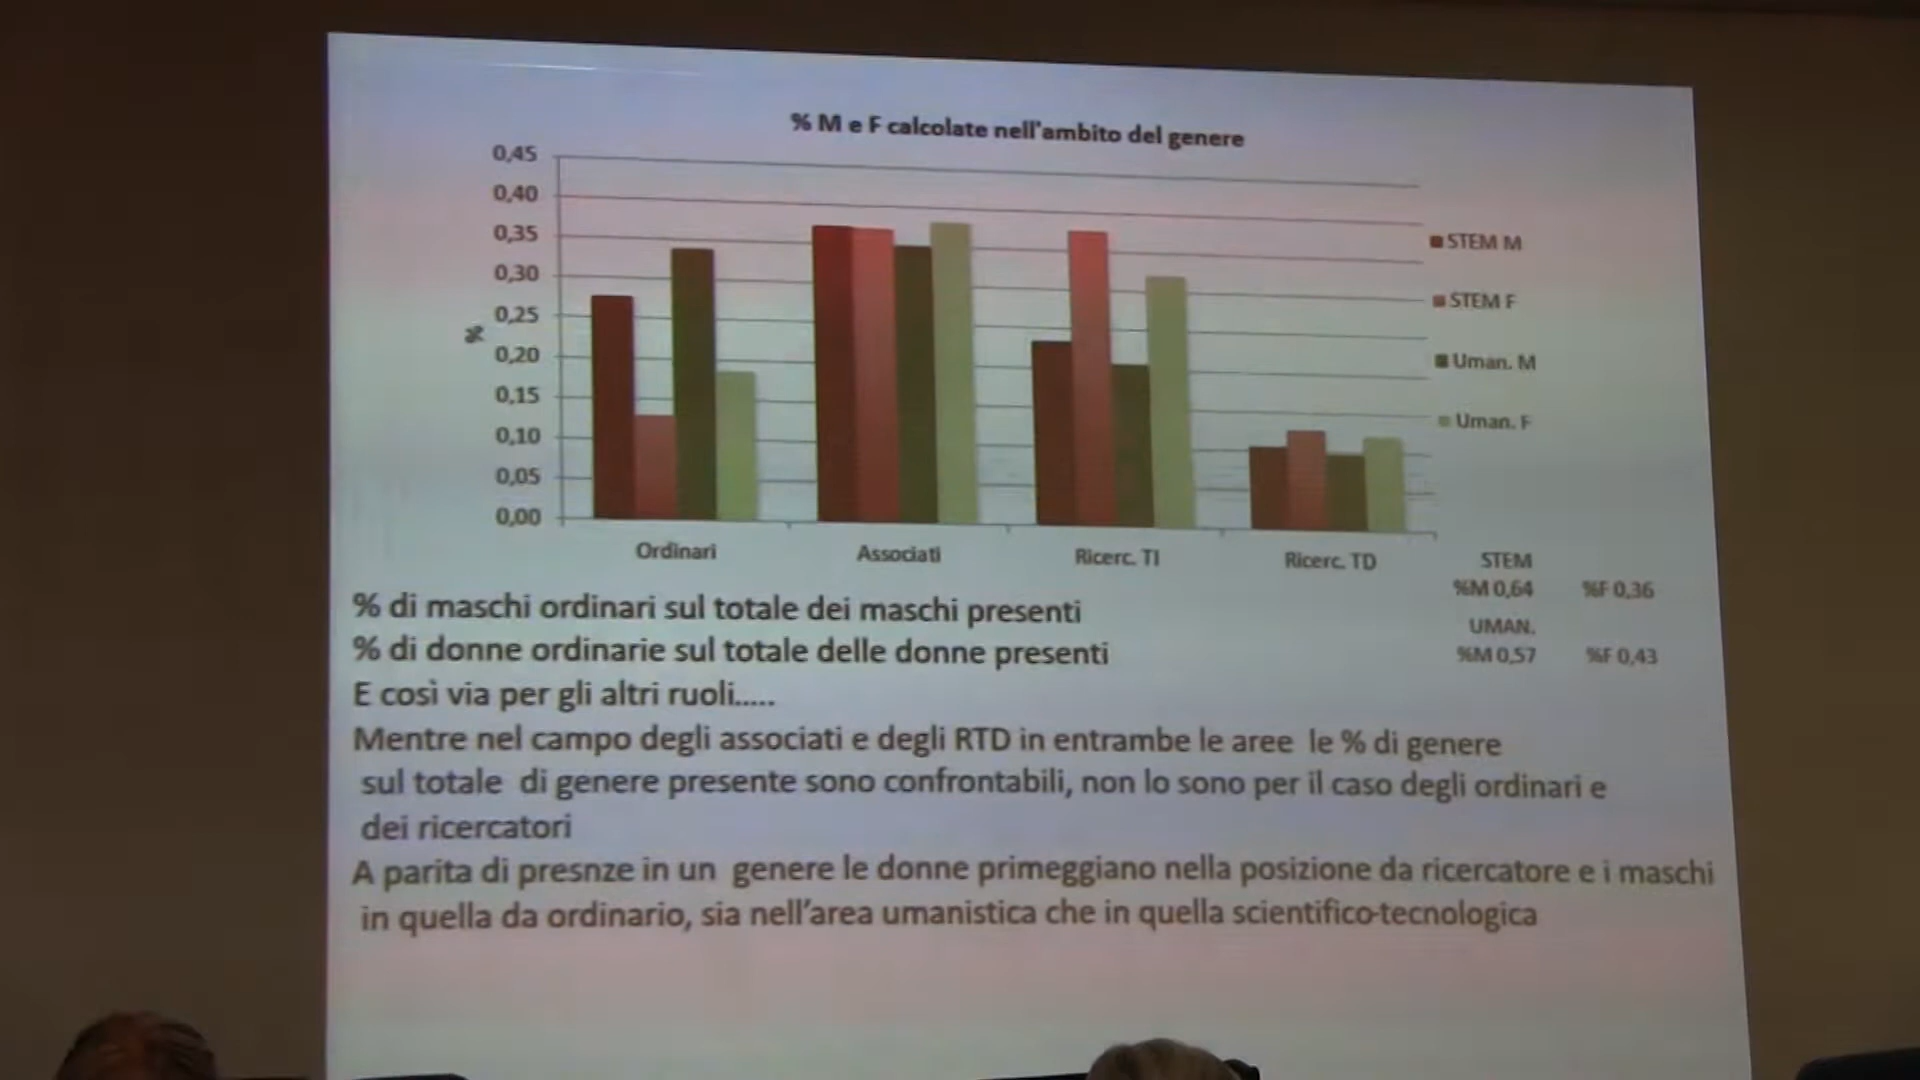 % M e F calcolate nell'ambito del genere
0,45
0,40
0,35
0,30
0,25
0,20
0,15
0,10
0,05
0,00
%
STEM M
STEM F
Uman. M
Uman. F
Ordinari
Associati
Ricerc. TI
Ricerc. TD
STEM
%M 0,64 %F 0,36
UMAN.
%M 0,57 %F 0,43
% di maschi ordinari sul totale dei maschi presenti
% di donne ordinarie sul totale delle donne presenti
E così via per gli altri ruoli.....
Mentre nel campo degli associati e degli RTD in entrambe le aree le % di genere
sul totale di genere presente sono confrontabili, non lo sono per il caso degli ordinari e
dei ricercatori
A parita di presnze in un genere le donne primeggiano nella posizione da ricercatore e i maschi
in quella da ordinario, sia nell'area umanistica che in quella scientifico-tecnologica